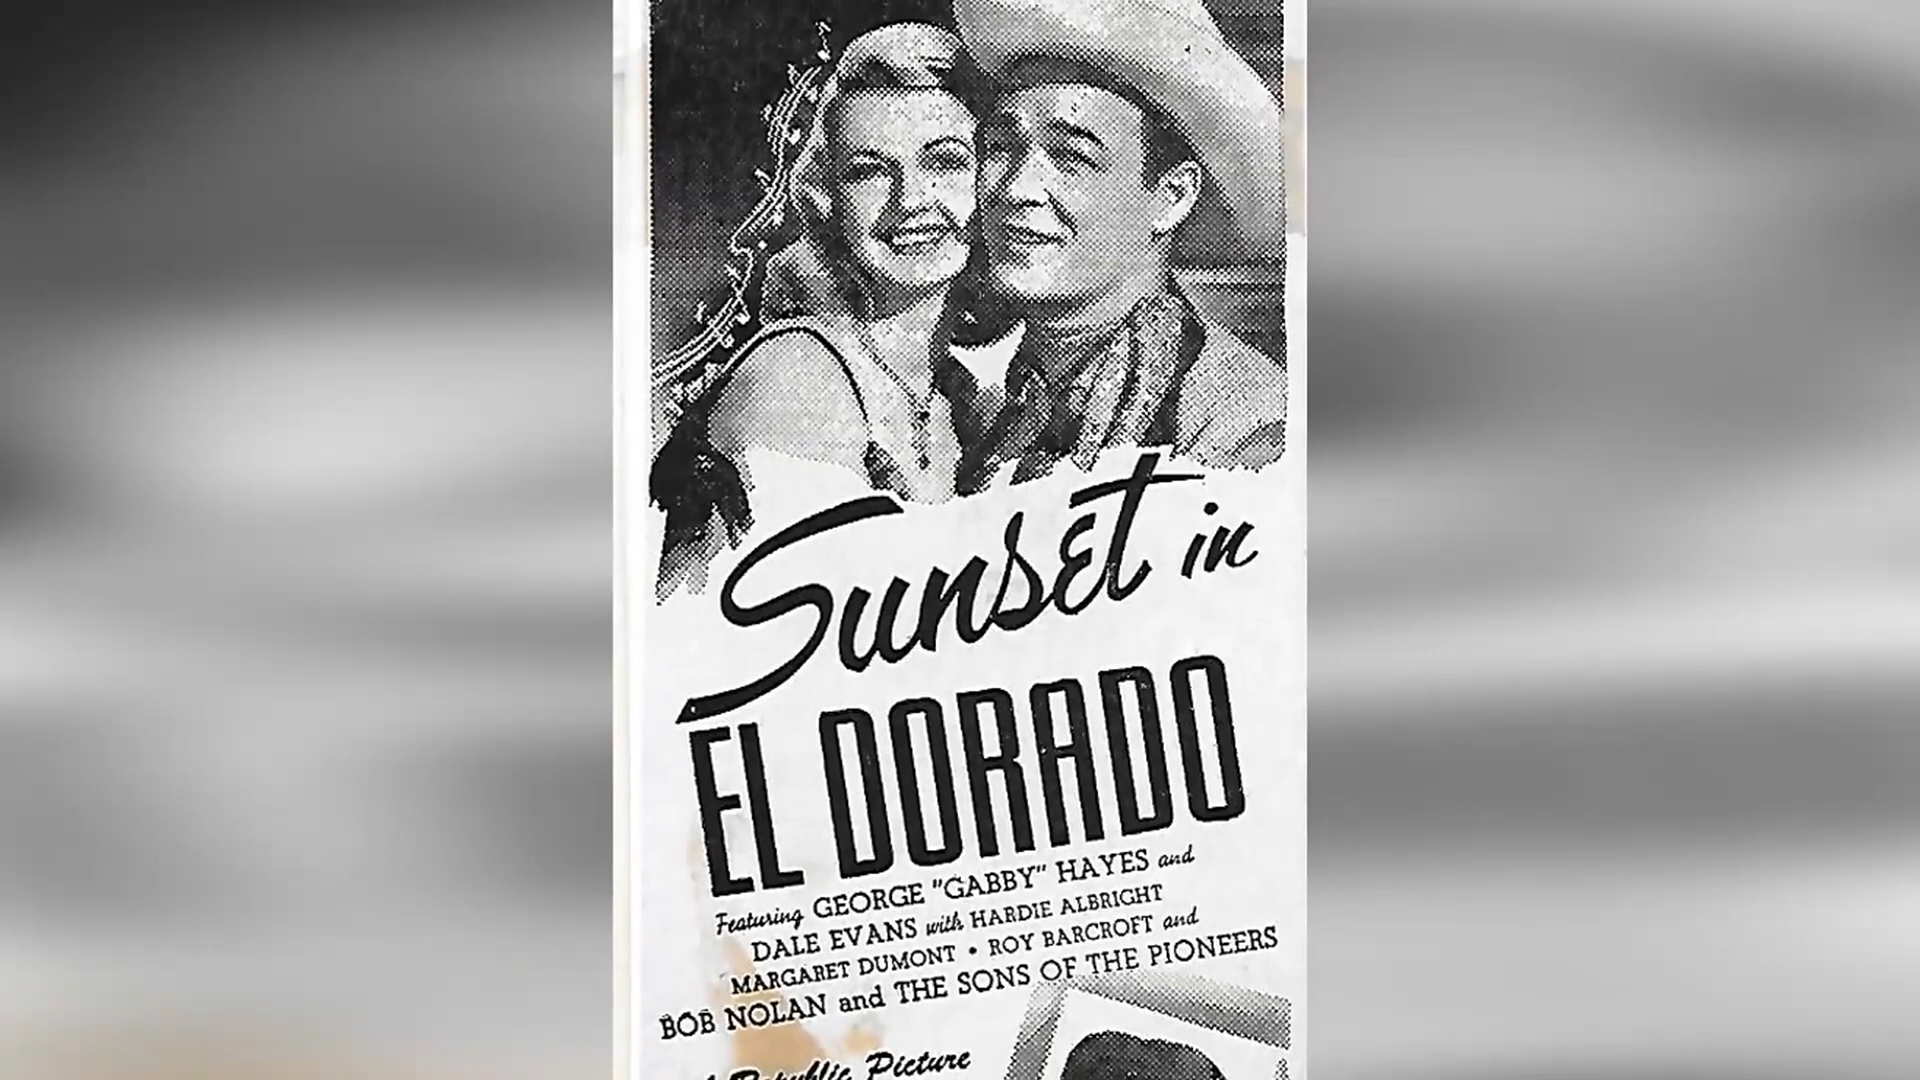 Sunset in
EL DORADO
Featuring GEORGE "GABBY" HAYES and
DALE EVANS with HARDIE ALBRIGHT
MARGARET DUMONT • ROY BARCROFT and
BOB NOLAN and THE SONS OF THE PIONEERS
Republic Picture